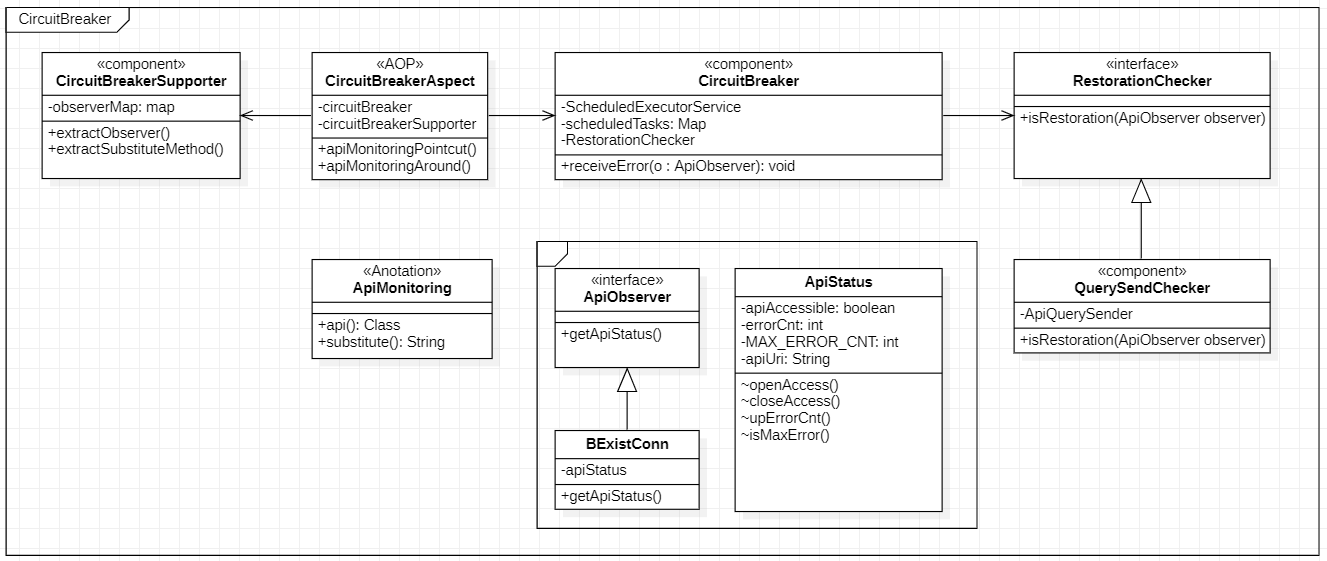 CircuitBreaker
«component»
CircuitBreakerSupporter
-observerMap: map
+extractObserver()
+extractSubstituteMethod()
«AOP»
CircuitBreakerAspect
-circuitBreaker
-circuitBreakerSupporter
+apiMonitoringPointcut()
+apiMonitoringAround()
«component»
CircuitBreaker
-ScheduledExecutorService
-scheduledTasks: Map
-RestorationChecker
+receiveError(o : ApiObserver): void
«interface»
RestorationChecker
+isRestoration(ApiObserver observer)
«Anotation»
ApiMonitoring
+api(): Class
+substitute(): String
«interface»
ApiObserver
+getApiStatus()
BExistConn
-apiStatus
+getApiStatus()
ApiStatus
-apiAccessible: boolean
-errorCnt: int
-MAX_ERROR_CNT: int
-apiUri: String
~openAccess()
~closeAccess()
~upErrorCnt()
~isMaxError()
«component»
QuerySendChecker
-ApiQuerySender
+isRestoration(ApiObserver observer)